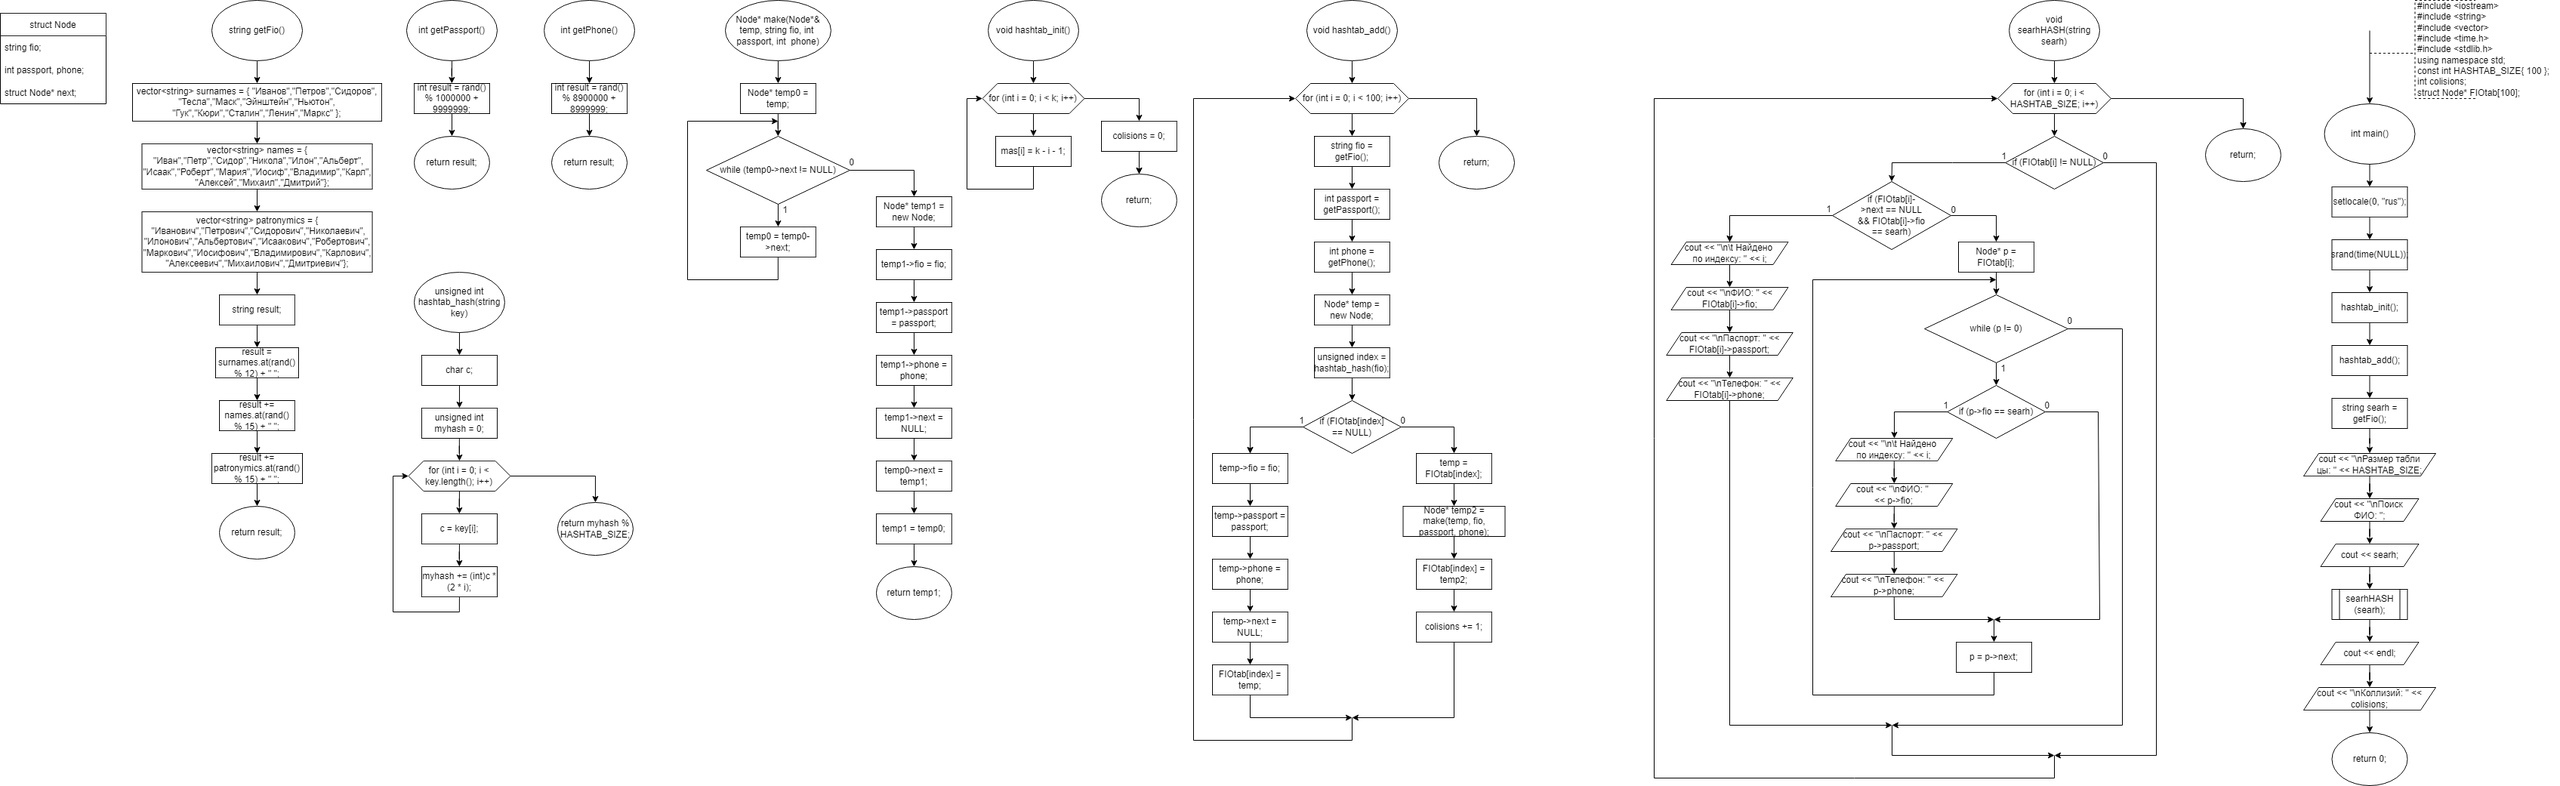 struct Node
string fio;
int passport, phone;
struct Node* next;
string getFio()
vector<string> surnames = { "Иванов","Петров","Сидоров",
"Тесла","Маск","Эйнштейн","Ньютон",
"Гук","Кюри","Сталин","Ленин","Маркс" };
vector<string> names = {
"Иван","Петр","Сидор","Никола","Илон","Альберт",
"Исаак","Роберт","Мария","Иосиф","Владимир","Карл",
"Алексей","Михаил","Дмитрий"};
vector<string> patronymics = {
"Иванович","Петрович","Сидорович","Николаевич",
"Илонович","Альбертович","Исаакович","Робертович",
"Маркович","Иосифович","Владимирович","Карлович",
"Алексеевич","Михаилович","Дмитриевич"};
string result;
result =
surnames.at(rand()
% 12) + " ";
result +=
names.at(rand()
% 15) + " ";
result +=
patronymics.at(rand()
% 15) + " ";
return result;
int getPassport()
int result = rand()
% 1000000 +
9999999;
return result;
int getPhone()
int result = rand()
% 8900000 +
8999999;
return result;
unsigned int
hashtab_hash(string
key)
char c;
unsigned int
myhash = 0;
for (int i = 0; i <
key.length(); i++)
c = key[i];
myhash += (int)c *
(2 * i);
return myhash %
HASHTAB_SIZE;
Node* make(Node*&
temp, string fio, int
passport, int phone)
Node* temp0 =
temp;
while (temp0->next != NULL)
0
1
temp0 = temp0-
>next;
Node* temp1 =
new Node;
temp1->fio = fio;
temp1->passport
= passport;
temp1->phone =
phone;
temp1->next =
NULL;
temp0->next =
temp1;
temp1 = temp0;
return temp1;
void hashtab_init()
for (int i = 0; i < k; i++)
mas[i] = k - i - 1;
colisions = 0;
return;
void hashtab_add()
for (int i = 0; i < 100; i++)
return;
string fio =
getFio();
int passport =
getPassport();
int phone =
getPhone();
Node* temp =
new Node;
unsigned index =
hashtab_hash(fio);
if (FIOtab[index]
== NULL)
1
0
temp->fio = fio;
temp->passport =
passport;
temp->phone =
phone;
temp->next =
NULL;
FIOtab[index] =
temp;
temp =
FIOtab[index];
Node* temp2 =
make(temp, fio,
passport, phone);
FIOtab[index] =
temp2;
colisions += 1;
void
searhHASH(string
searh)
for (int i = 0; i <
HASHTAB_SIZE; i++)
return;
if (FIOtab[i] != NULL)
1
0
if (FIOtab[i]-
>next == NULL
&& FIOtab[i]->fio
== searh)
1
0
cout << "\n\t Найдено
по индексу: " << i;
cout << "\nФИО: " <<
FIOtab[i]->fio;
cout << "\nПаспорт: " <<
FIOtab[i]->passport;
cout << "\nТелефон: " <<
FIOtab[i]->phone;
Node* p =
FIOtab[i];
while (p != 0)
0
1
if (p->fio == searh)
1
0
cout << "\n\t Найдено
по индексу: " << i;
cout << "\nФИО: "
<< p->fio;
cout << "\nПаспорт: " <<
p->passport;
cout << "\nТелефон: " <<
p->phone;
p = p->next;
#include <iostream>
#include <string>
#include <vector>
#include <time.h>
#include <stdlib.h>
using namespace std;
const int HASHTAB_SIZE{ 100 };
int colisions;
struct Node* FIOtab[100];
int main()
setlocale(0, "rus");
srand(time(NULL));
hashtab_init();
hashtab_add();
string searh =
getFio();
cout << "\nРазмер табли
цы: " << HASHTAB_SIZE;
cout << "\nПоиск
ФИО: ";
cout << searh;
searhHASH
(searh);
cout << endl;
cout << "\nКоллизий: " <<
colisions;
return 0;